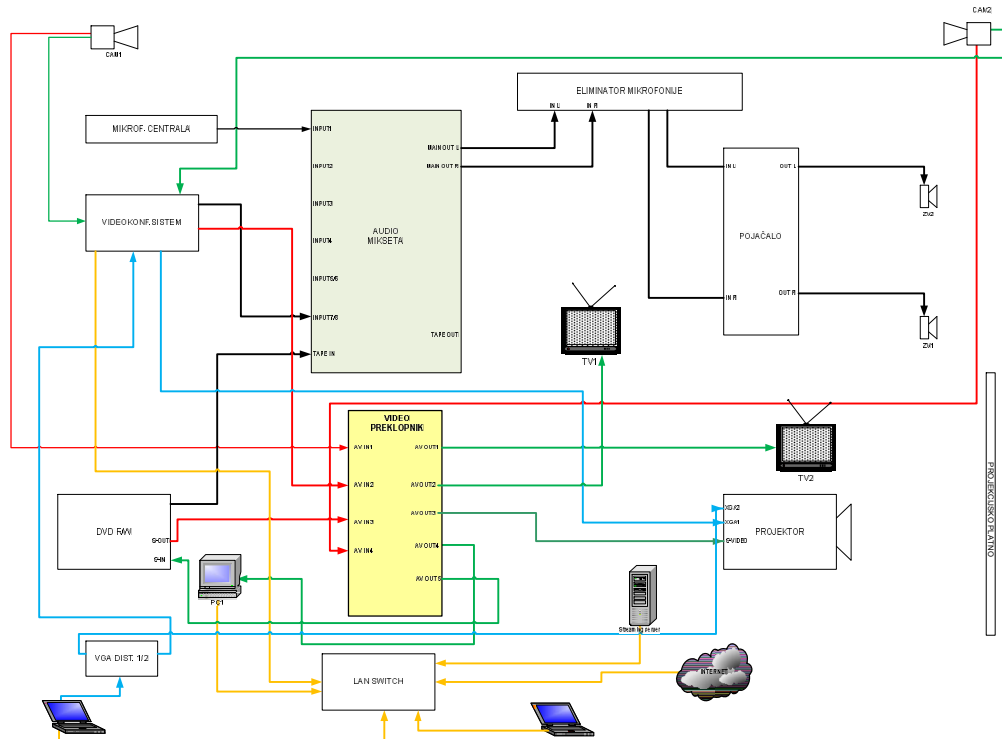 CAM1
CAM2
ELIMINATOR MIKROFONIJE
IN L
IN R
MIKROF. CENTRALA
INPUT1
INPUT2
INPUT3
INPUT4
INPUT5/6
INPUT7/8
TAPE IN
MAIN OUT L
MAIN OUT R
TAPE OUT
AUDIO
MIKSETA
VIDEOKONF.SISTEM
IN L
OUT L
POJAČALO
IN R
OUT R
ZV2
ZV1
TV1
TV2
VIDEO
PREKLOPNIK
AV IN1
AV IN2
AV IN3
AV IN4
AV OUT1
AV OUT2
AV OUT3
AV OUT4
AV OUT5
DVD R/W
S-OUT
S-IN
PC1
XGA2
XGA1
S-VIDEO
PROJEKTOR
PROJEKCIJSKO PLATNO
Streaming server
VGA DIST. 1/2
LAN SWITCH
INTERNET